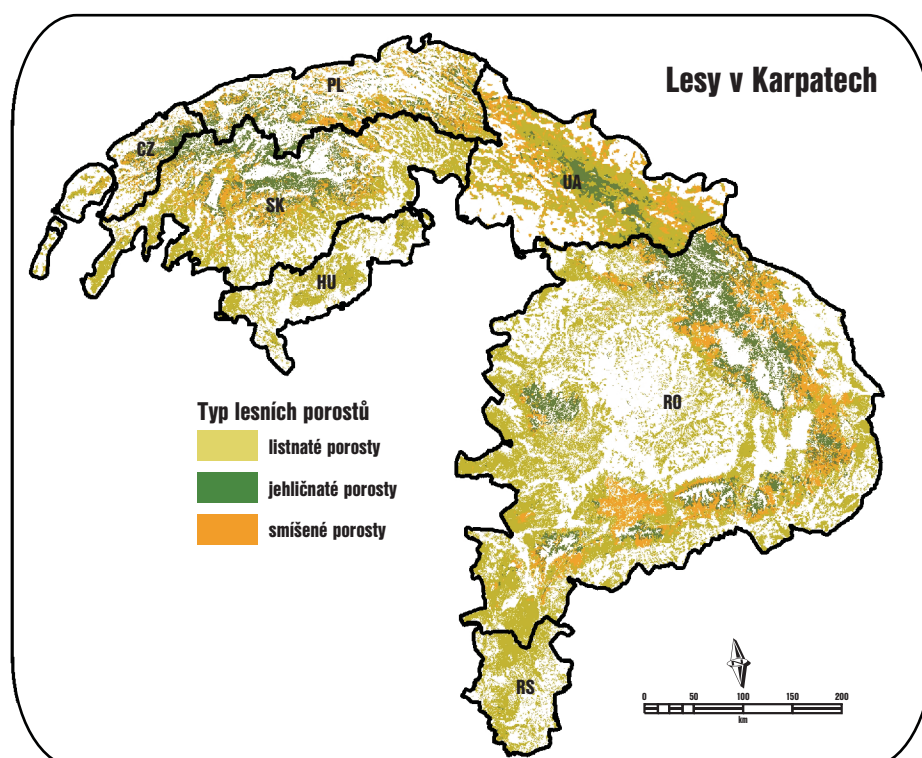 Lesy v Karpatech
PL
CZ
SK
UA
HU
RO
RS
Typ lesních porostů
listnaté porosty
jehličnaté porosty
smíšené porosty
0 50 100 150 200
km